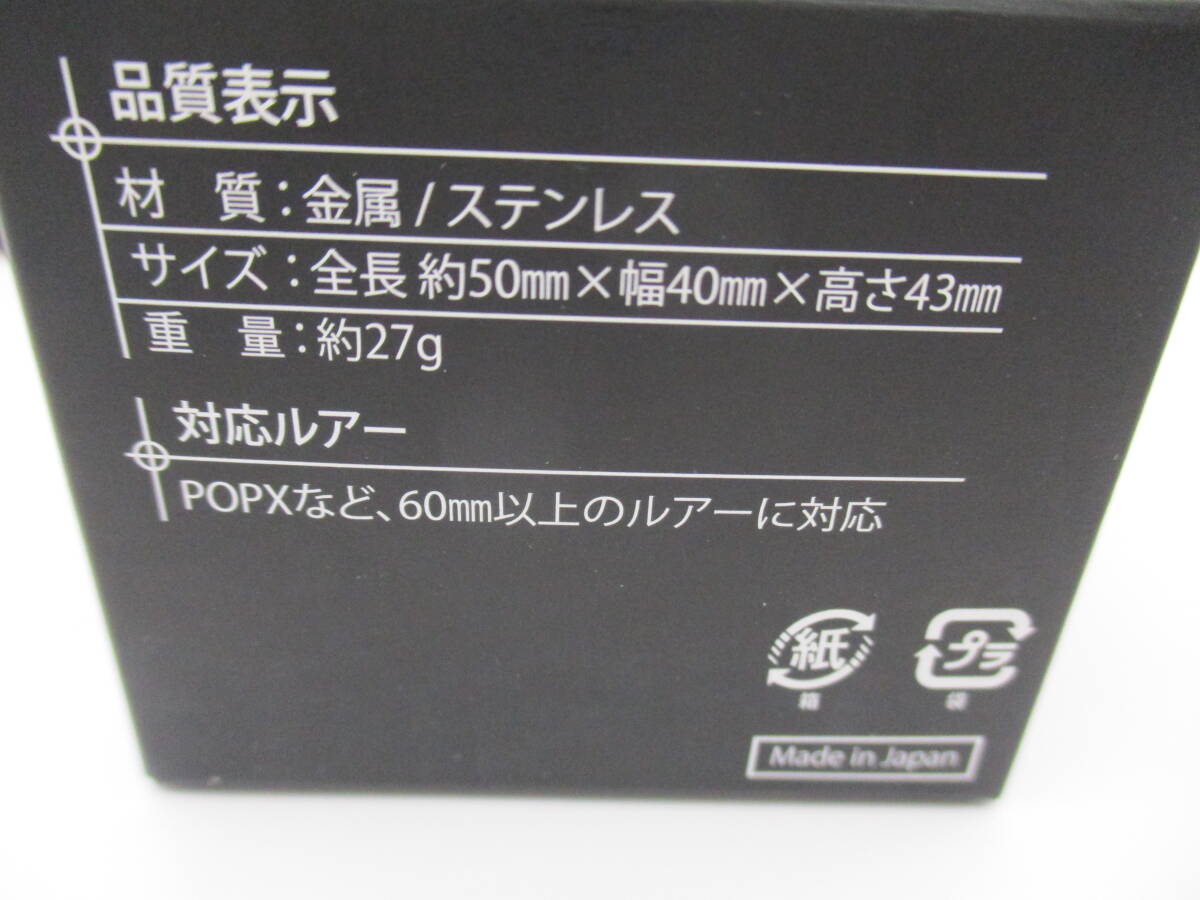 品質表示
材　質：金属 / ステンレス
サイズ：全長 約50㎜×幅40㎜×高さ43㎜
重　量：約27g
対応ルアー
POPXなど、60㎜以上のルアーに対応
紙 プラ
箱 袋
Made in Japan